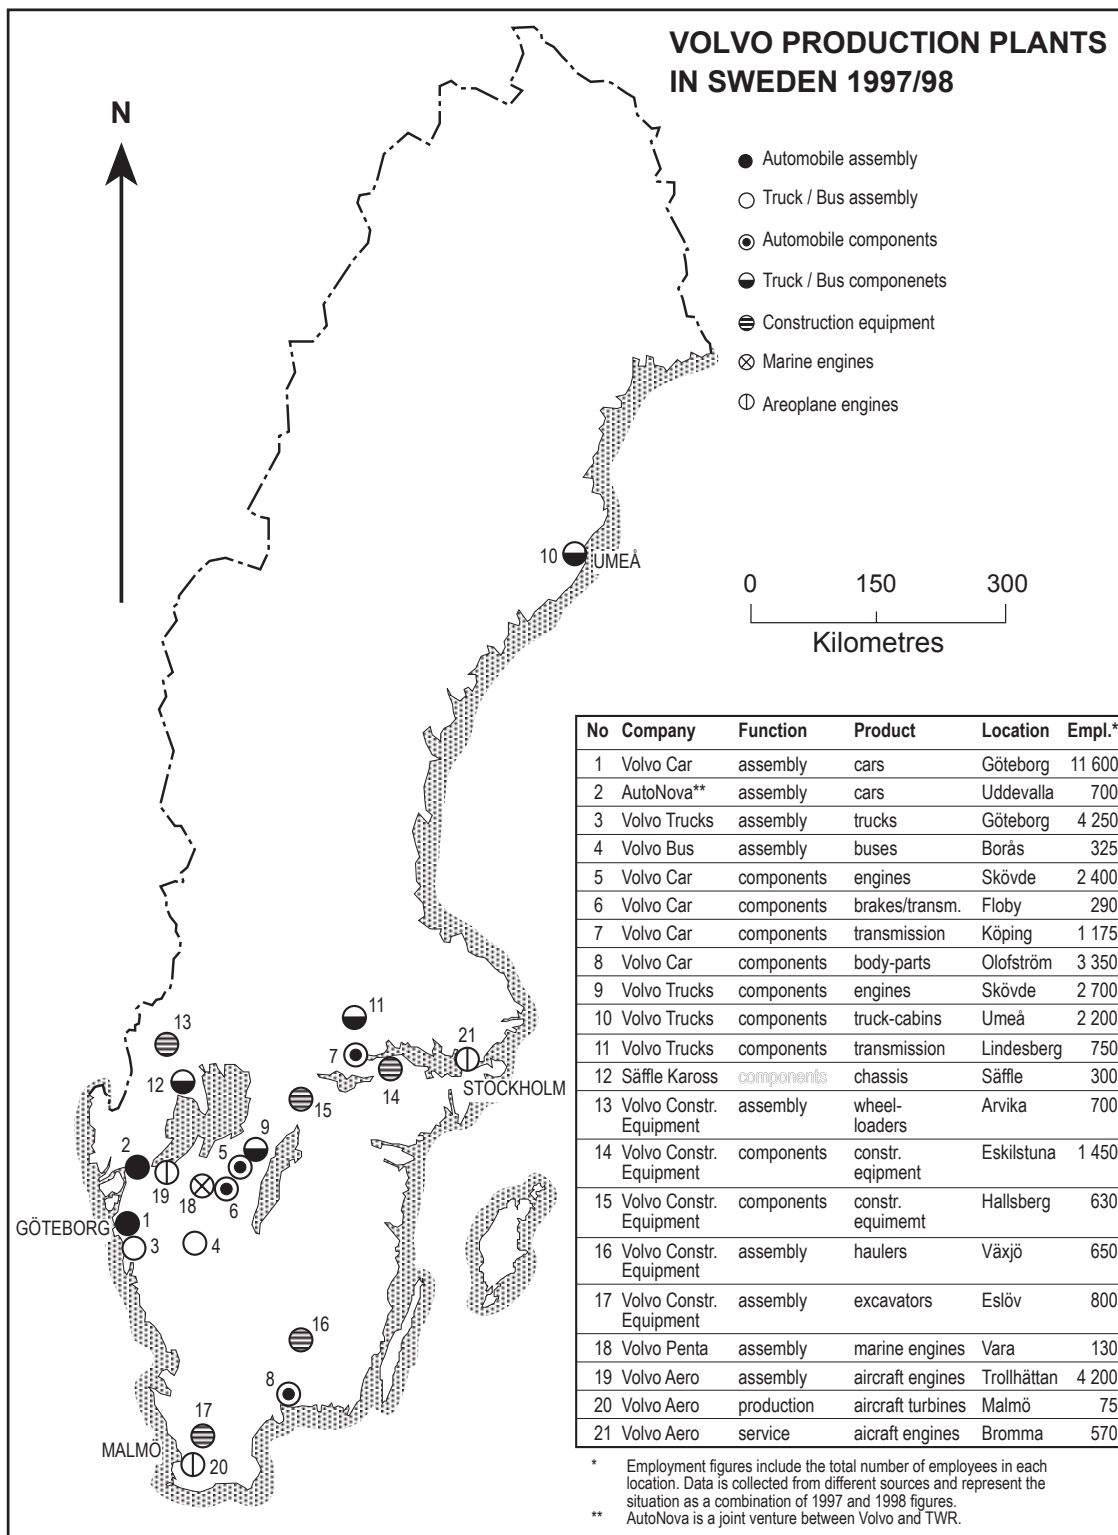 VOLVO PRODUCTION PLANTS
IN SWEDEN 1997/98
N
Automobile assembly
Truck / Bus assembly
Automobile components
Truck / Bus componenets
Construction equipment
Marine engines
Areoplane engines
10 UMEÅ
0 150 300
Kilometres
11
13
7
21
12
14
STOCKHOLM
15
9
2
5
19
18
6
GÖTEBORG
1
3
4
16
8
17
MALMÖ
20
No Company Function Product Location Empl.*
1 Volvo Car assembly cars Göteborg 11 600
2 AutoNova** assembly cars Uddevalla 700
3 Volvo Trucks assembly trucks Göteborg 4 250
4 Volvo Bus assembly buses Borås 325
5 Volvo Car components engines Skövde 2 400
6 Volvo Car components brakes/transm. Floby 290
7 Volvo Car components transmission Köping 1 175
8 Volvo Car components body-parts Olofström 3 350
9 Volvo Trucks components engines Skövde 2 700
10 Volvo Trucks components truck-cabins Umeå 2 200
11 Volvo Trucks components transmission Lindesberg 750
12 Säffle Kaross components chassis Säffle 300
13 Volvo Constr. assembly wheel- Arvika 700
Equipment loaders
14 Volvo Constr. components constr. Eskilstuna 1 450
Equipment eqipment
15 Volvo Constr. components constr. Hallsberg 630
Equipment equimemt
16 Volvo Constr. assembly haulers Växjö 650
Equipment
17 Volvo Constr. assembly excavators Eslöv 800
Equipment
18 Volvo Penta assembly marine engines Vara 130
19 Volvo Aero assembly aircraft engines Trollhättan 4 200
20 Volvo Aero production aircraft turbines Malmö 75
21 Volvo Aero service aicraft engines Bromma 570
* Employment figures include the total number of employees in each
location. Data is collected from different sources and represent the
situation as a combination of 1997 and 1998 figures.
** AutoNova is a joint venture between Volvo and TWR.